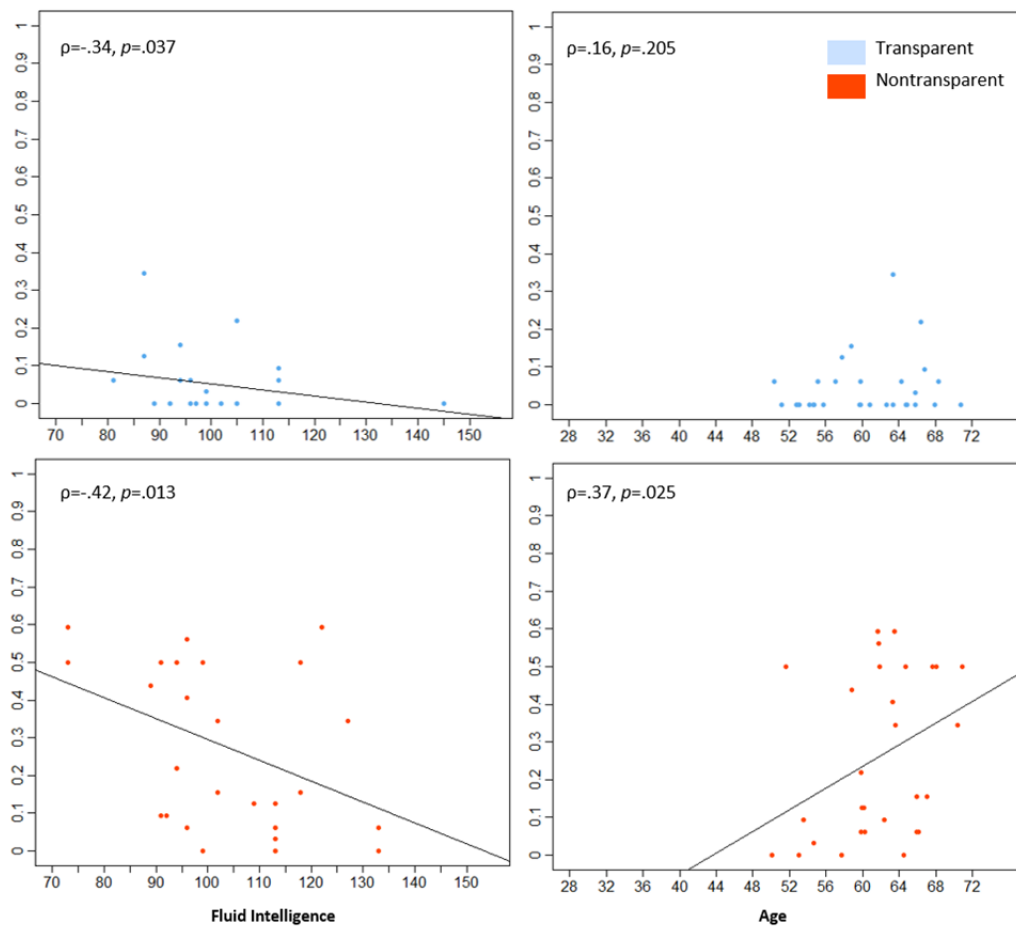 ρ=-.34, p=.037
0 0.1 0.2 0.3 0.4 0.5 0.6 0.7 0.8 0.9 1
70 80 90 100 110 120 130 140 150
ρ=.16, p=.205
Transparent
Nontransparent
0 0.1 0.2 0.3 0.4 0.5 0.6 0.7 0.8 0.9 1
28 32 36 40 44 48 52 56 60 64 68 72
ρ=-.42, p=.013
0 0.1 0.2 0.3 0.4 0.5 0.6 0.7 0.8 0.9 1
70 80 90 100 110 120 130 140 150
Fluid Intelligence
ρ=.37, p=.025
0 0.1 0.2 0.3 0.4 0.5 0.6 0.7 0.8 0.9 1
28 32 36 40 44 48 52 56 60 64 68 72
Age